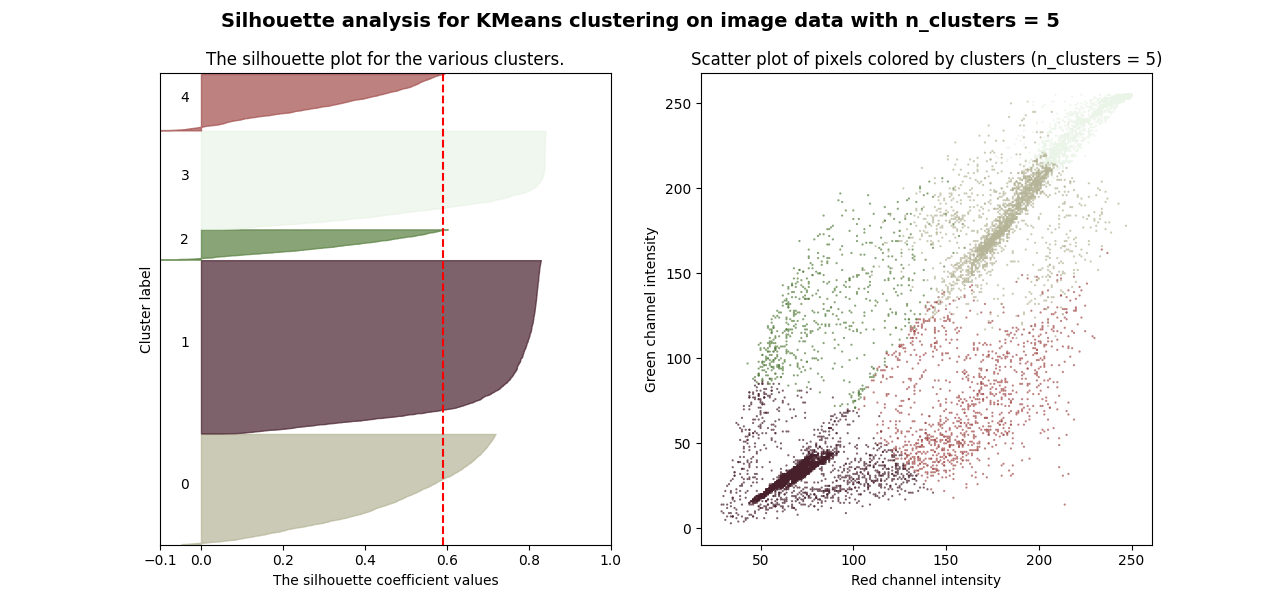 Silhouette analysis for KMeans clustering on image data with n_clusters = 5
The silhouette plot for the various clusters.
Cluster label
4
3
2
1
0
−0.1 0.0 0.2 0.4 0.6 0.8 1.0
The silhouette coefficient values
Scatter plot of pixels colored by clusters (n_clusters = 5)
Green channel intensity
250
200
150
100
50
0
50 100 150 200 250
Red channel intensity